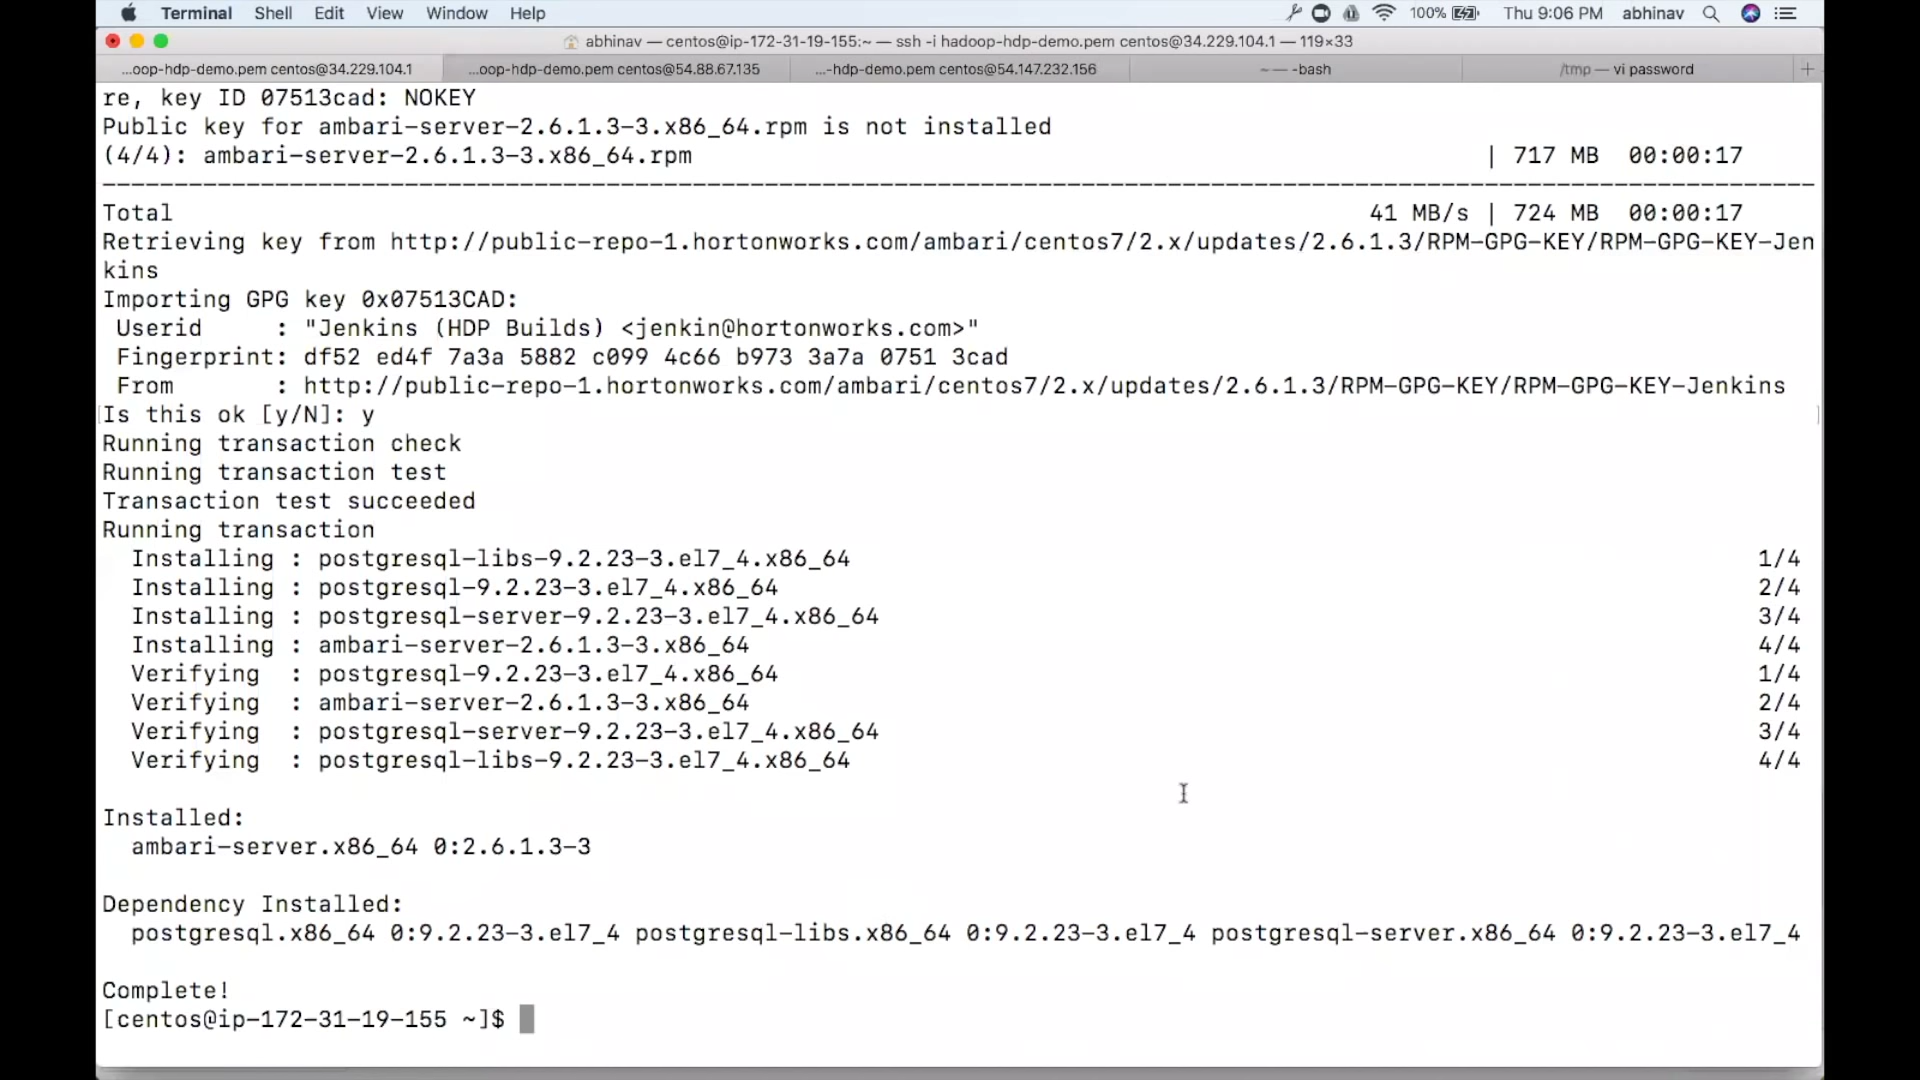 Terminal Shell Edit View Window Help 100% Thu 9:06 PM abhinav
abhinav — centos@ip-172-31-19-155:~ — ssh -i hadoop-hdp-demo.pem centos@34.229.104.1 — 119×33
...oop-hdp-demo.pem centos@34.229.104.1 ...oop-hdp-demo.pem centos@54.88.67.135 ...-hdp-demo.pem centos@54.147.232.156 ~ — -bash /tmp — vi password +
re, key ID 07513cad: NOKEY
Public key for ambari-server-2.6.1.3-3.x86_64.rpm is not installed
(4/4): ambari-server-2.6.1.3-3.x86_64.rpm | 717 MB 00:00:17
--------------------------------------------------------------------------------
Total 41 MB/s | 724 MB 00:00:17
Retrieving key from http://public-repo-1.hortonworks.com/ambari/centos7/2.x/updates/2.6.1.3/RPM-GPG-KEY/RPM-GPG-KEY-Jen
kins
Importing GPG key 0x07513CAD:
Userid : "Jenkins (HDP Builds) <jenkin@hortonworks.com>"
Fingerprint: df52 ed4f 7a3a 5882 c099 4c66 b973 3a7a 0751 3cad
From : http://public-repo-1.hortonworks.com/ambari/centos7/2.x/updates/2.6.1.3/RPM-GPG-KEY/RPM-GPG-KEY-Jenkins
Is this ok [y/N]: y
Running transaction check
Running transaction test
Transaction test succeeded
Running transaction
Installing : postgresql-libs-9.2.23-3.el7_4.x86_64 1/4
Installing : postgresql-9.2.23-3.el7_4.x86_64 2/4
Installing : postgresql-server-9.2.23-3.el7_4.x86_64 3/4
Installing : ambari-server-2.6.1.3-3.x86_64 4/4
Verifying : postgresql-9.2.23-3.el7_4.x86_64 1/4
Verifying : ambari-server-2.6.1.3-3.x86_64 2/4
Verifying : postgresql-server-9.2.23-3.el7_4.x86_64 3/4
Verifying : postgresql-libs-9.2.23-3.el7_4.x86_64 4/4
Installed:
ambari-server.x86_64 0:2.6.1.3-3
Dependency Installed:
postgresql.x86_64 0:9.2.23-3.el7_4 postgresql-libs.x86_64 0:9.2.23-3.el7_4 postgresql-server.x86_64 0:9.2.23-3.el7_4
Complete!
[centos@ip-172-31-19-155 ~]$